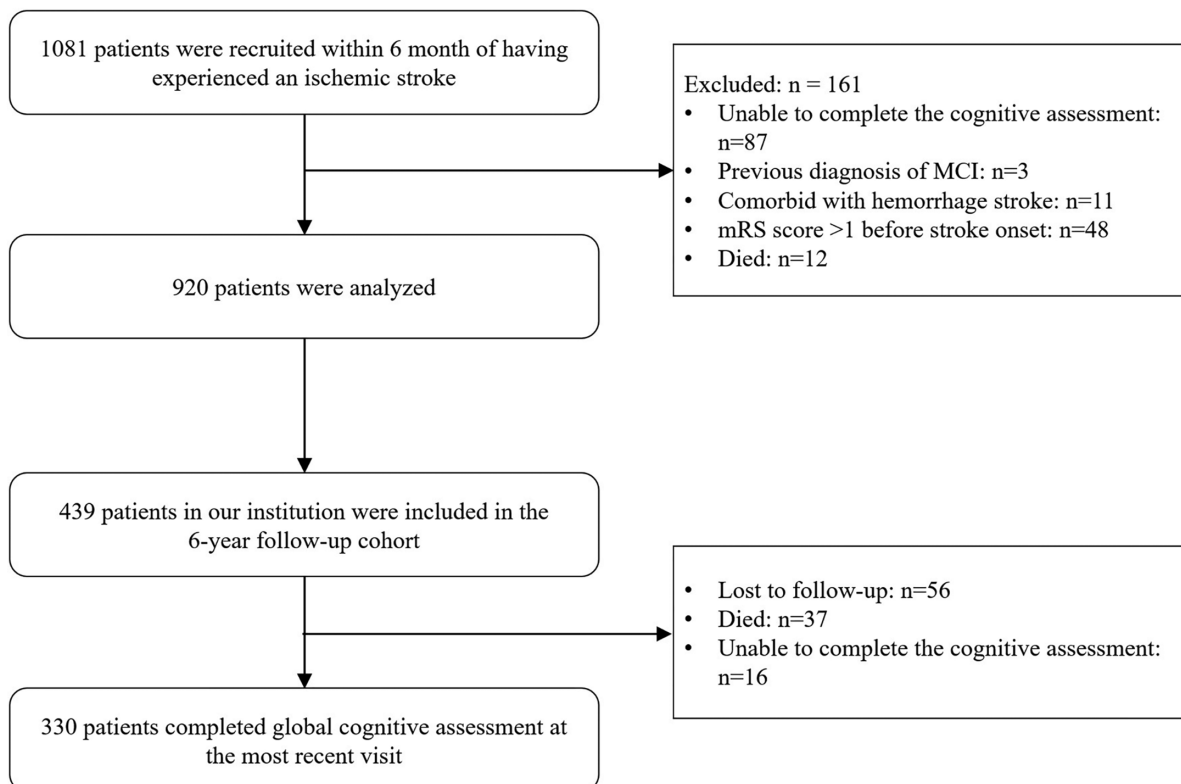 1081 patients were recruited within 6 month of having
experienced an ischemic stroke
Excluded: n = 161
• Unable to complete the cognitive assessment:
n=87
• Previous diagnosis of MCI: n=3
• Comorbid with hemorrhage stroke: n=11
• mRS score >1 before stroke onset: n=48
• Died: n=12
920 patients were analyzed
439 patients in our institution were included in the
6-year follow-up cohort
• Lost to follow-up: n=56
• Died: n=37
• Unable to complete the cognitive assessment:
n=16
330 patients completed global cognitive assessment at
the most recent visit